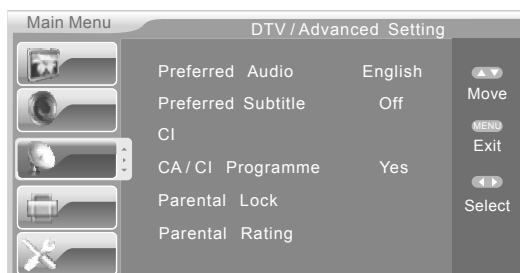 Main Menu
DTV / Advanced Setting
Preferred Audio English
Preferred Subtitle Off
CI
CA / CI Programme Yes
Parental Lock
Parental Rating
Move
MENU
Exit
Select